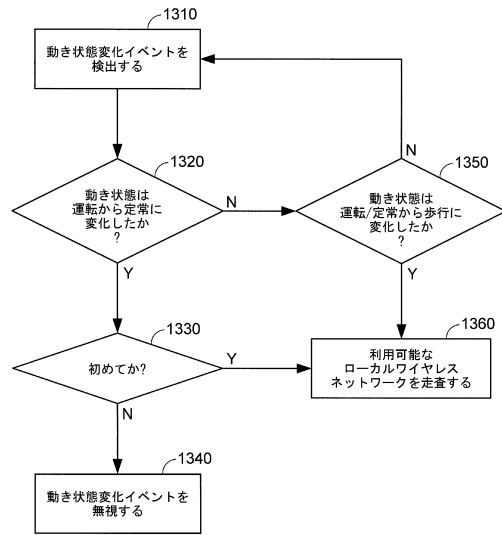 1310
動き状態変化イベントを
検出する
1320
動き状態は
運転から定常に
変化したか
?
N
Y
1350
動き状態は
運転/定常から歩行に
変化したか
?
N
Y
1330
初めてか?
Y
N
1360
利用可能な
ローカルワイヤレス
ネットワークを走査する
1340
動き状態変化イベントを
無視する